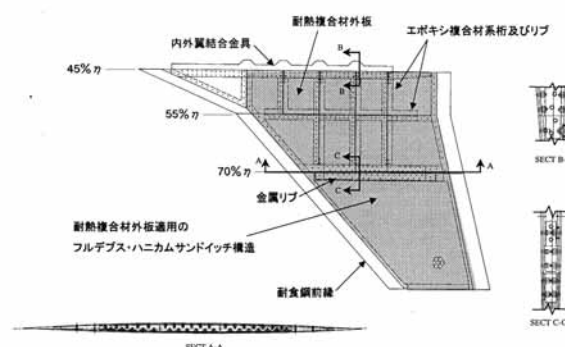 内外翼結合金具
耐熱複合材外板
エポキシ複合材系桁及びリブ
45% η
B
B
55% η
SECT B-
A
A
70% η
C
C
金属リブ
耐熱複合材外板適用の
フルデプス・ハニカムサンドイッチ構造
耐食鋼前縁
SECT C-C
SECT A-A